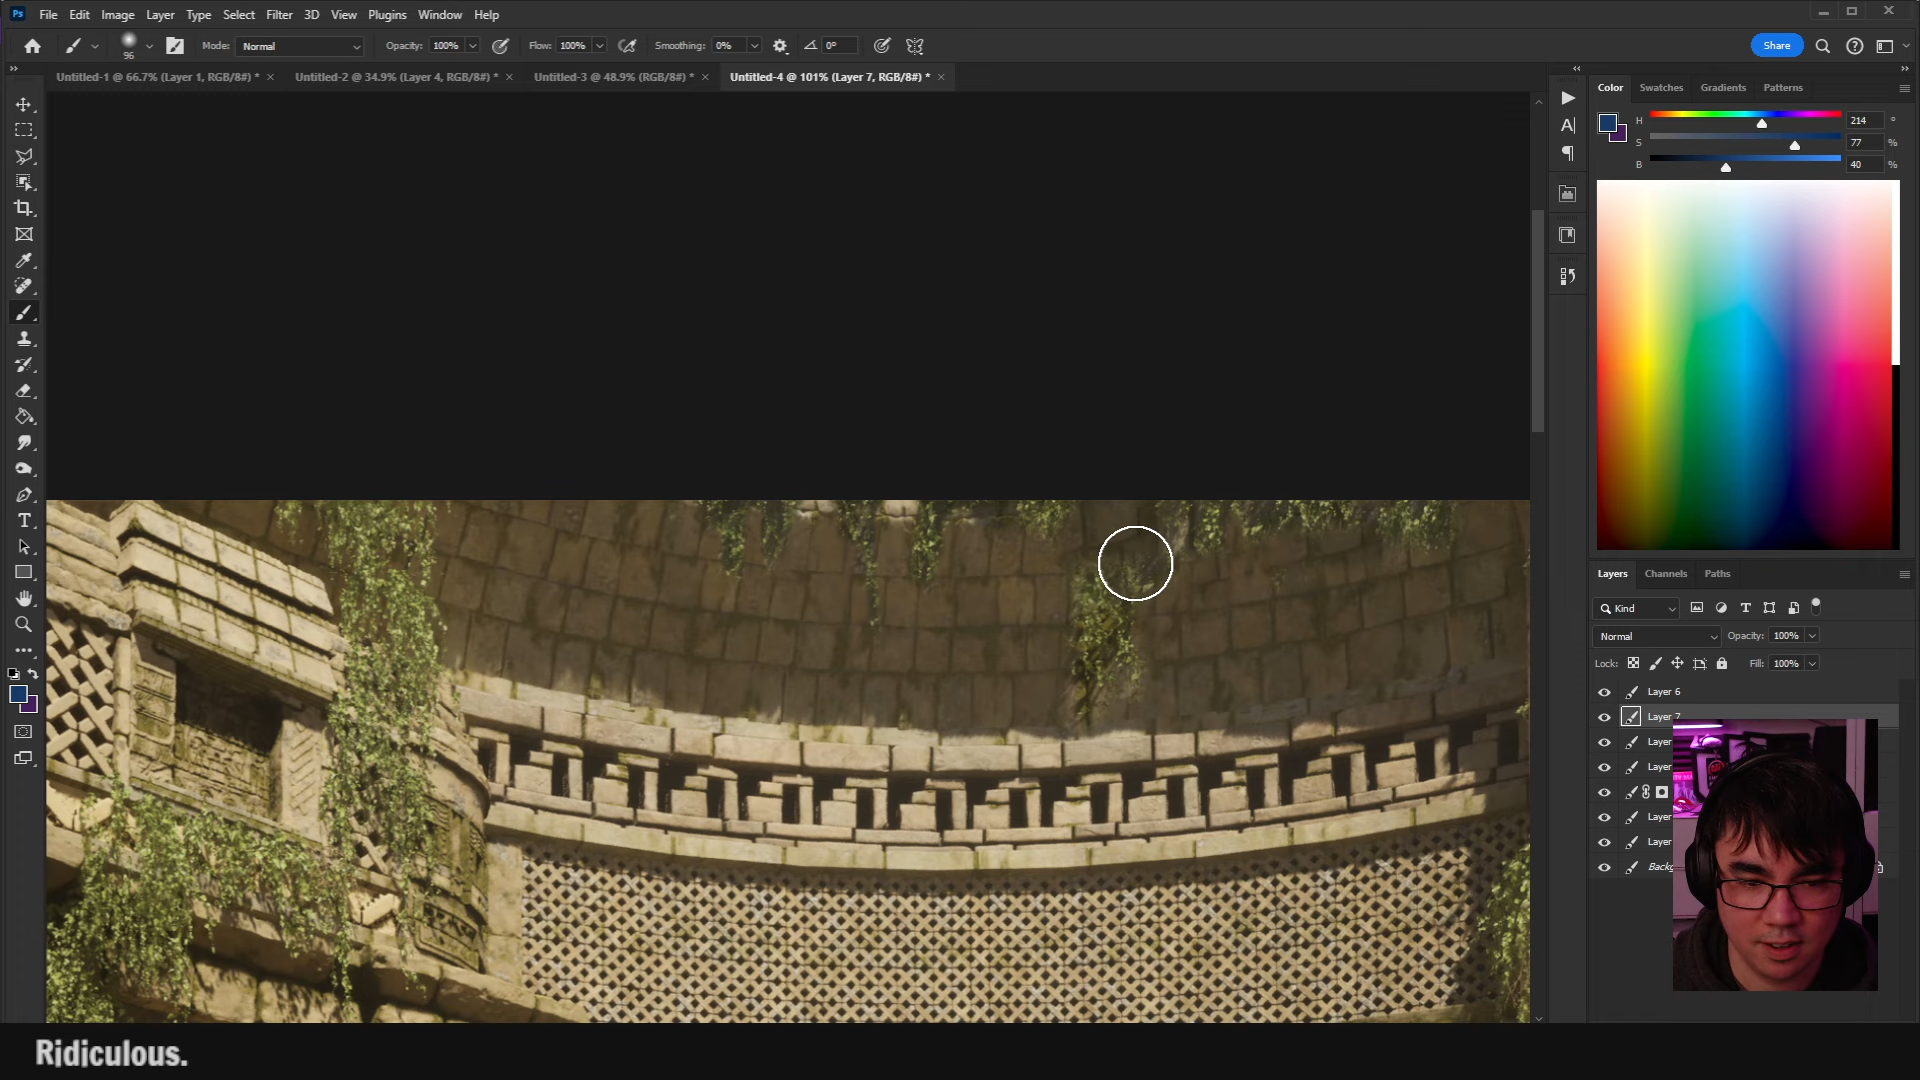 Ps File Edit Image Layer Type Select Filter 3D View Plugins Window Help
96 Mode: Normal Opacity: 100% Flow: 100% Smoothing: 0% 0° Share
Untitled-1 @ 66.7% (Layer 1, RGB/8#) * × Untitled-2 @ 34.9% (Layer 4, RGB/8#) * × Untitled-3 @ 48.9% (RGB/8#) * × Untitled-4 @ 101% (Layer 7, RGB/8#) * ×
Color Swatches Gradients Patterns
H 214 °
S 77 %
B 40 %
Layers Channels Paths
Kind
Normal Opacity: 100%
Lock: Fill: 100%
Layer 6
Layer 7
Layer
Layer
Layer
Layer
Backg
Ridiculous.